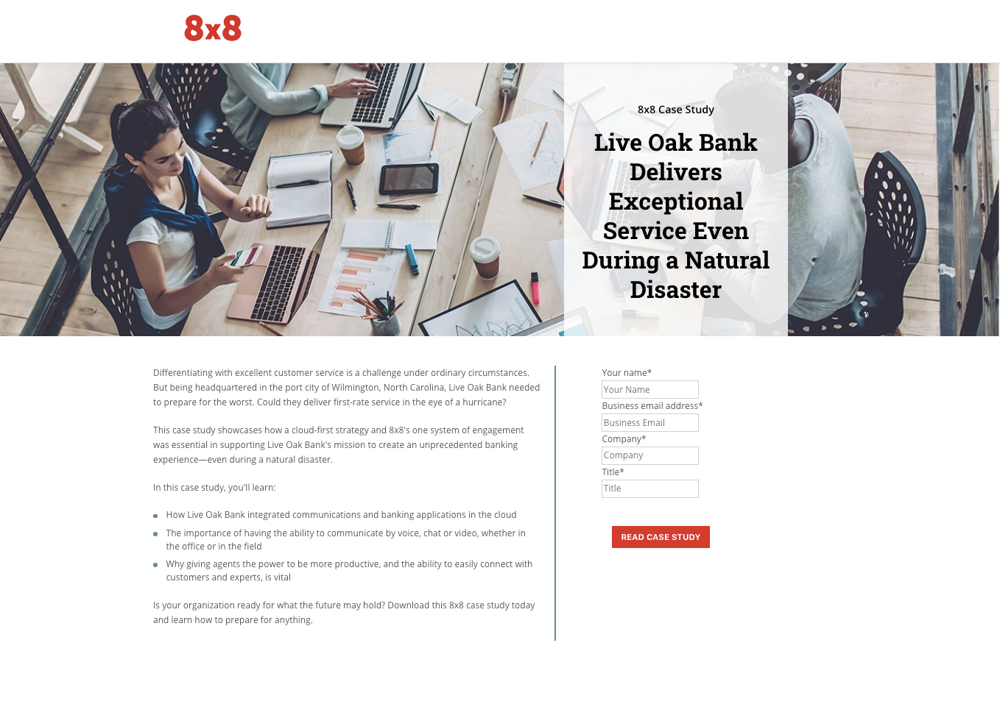 8x8
8x8 Case Study
Live Oak Bank
Delivers
Exceptional
Service Even
During a Natural
Disaster
Differentiating with excellent customer service is a challenge under ordinary circumstances.
But being headquartered in the port city of Wilmington, North Carolina, Live Oak Bank needed
to prepare for the worst. Could they deliver first-rate service in the eye of a hurricane?
This case study showcases how a cloud-first strategy and 8x8's one system of engagement
was essential in supporting Live Oak Bank's mission to create an unprecedented banking
experience—even during a natural disaster.
In this case study, you'll learn:
How Live Oak Bank integrated communications and banking applications in the cloud
The importance of having the ability to communicate by voice, chat or video, whether in
the office or in the field
Why giving agents the power to be more productive, and the ability to easily connect with
customers and experts, is vital
Is your organization ready for what the future may hold? Download this 8x8 case study today
and learn how to prepare for anything.
Your name*
Your Name
Business email address*
Business Email
Company*
Company
Title*
Title
READ CASE STUDY